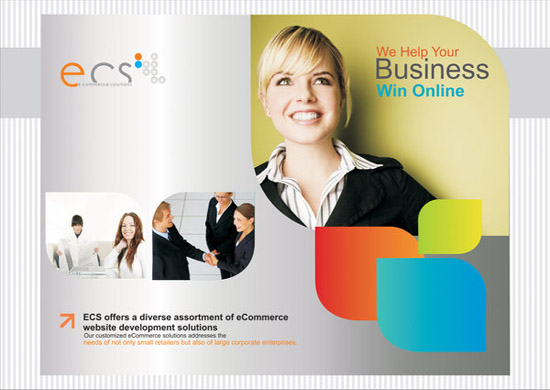 ecs
e commerce solutions
We Help Your
Business
Win Online
ECS offers a diverse assortment of eCommerce
website development solutions
Our customized eCommerce solutions addresses the
needs of not only small retailers but also of large corporate enterprises.